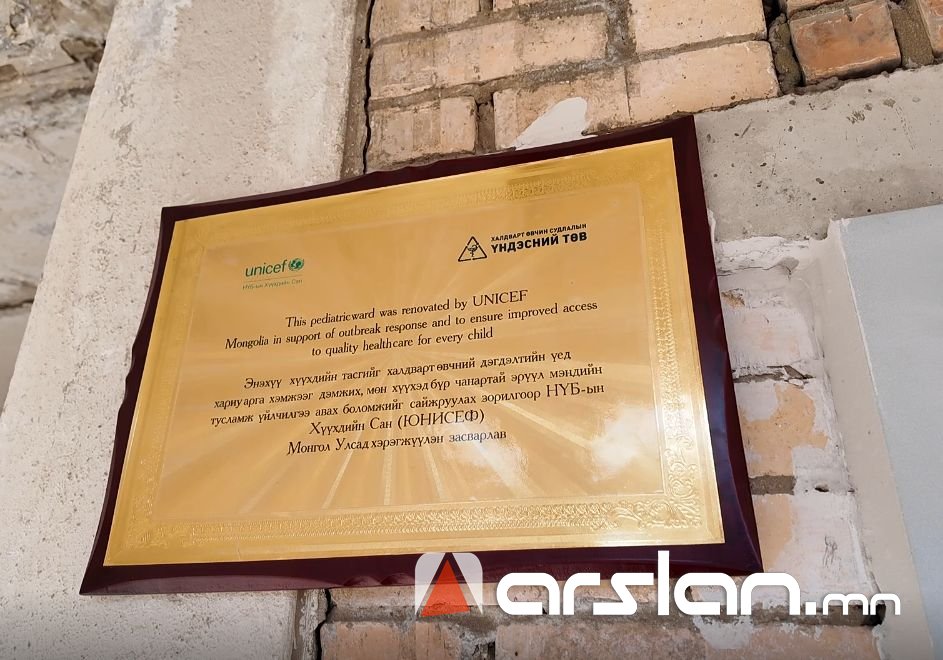 unicef
НҮБ-ын Хүүхдийн Сан
ХАЛДВАРТ ӨВЧИН СУДЛАЛЫН
ҮНДЭСНИЙ ТӨВ
This pediatricward was renovated by UNICEF
Mongolia in support of outbreak response and to ensure improved access
to quality healthcare for every child
Энэхүү хүүхдийн тасгийг халдварт өвчний дэгдэлтийн үед
хариу арга хэмжээг дэмжих, мөн хүүхэд бүр чанартай эрүүл мэндийн
тусламж үйлчилгээ авах боломжийг сайжруулах зорилгоор НҮБ-ын
Хүүхдийн Сан (ЮНИСЕФ)
Монгол Улсад хэрэгжүүлэн засварлав
arslan.mn